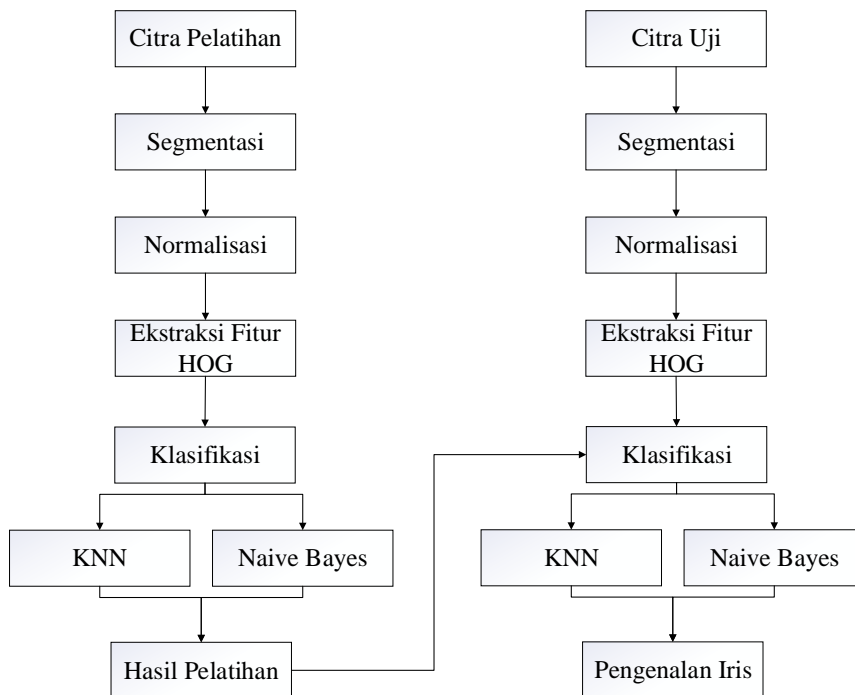 Citra Pelatihan
Segmentasi
Normalisasi
Ekstraksi Fitur
HOG
Klasifikasi
KNN
Naive Bayes
Hasil Pelatihan
Citra Uji
Segmentasi
Normalisasi
Ekstraksi Fitur
HOG
Klasifikasi
KNN
Naive Bayes
Pengenalan Iris